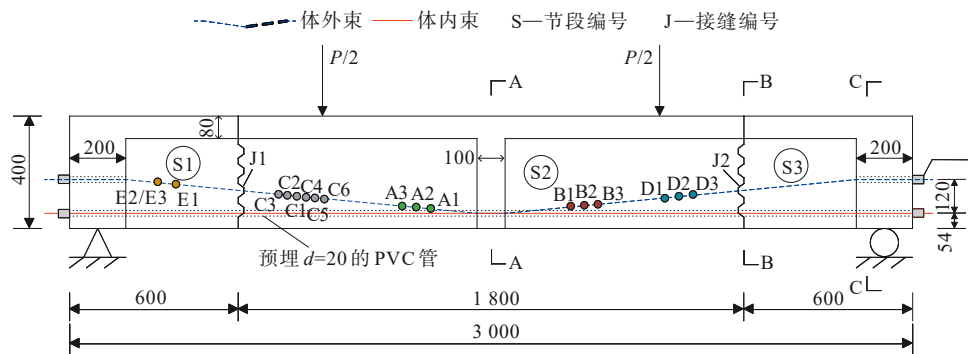 体外束 体内束 S—节段编号 J—接缝编号
P/2 P/2 A B C
80
200 S1 J1 100 S2 J2 S3 200
400
E2/E3 E1 C3 C2 C1 C4 C5 C6 A3 A2 A1 B1 B2 B3 D1 D2 D3
120
54
预埋 d=20 的 PVC 管
A B C
600 1 800 600
3 000